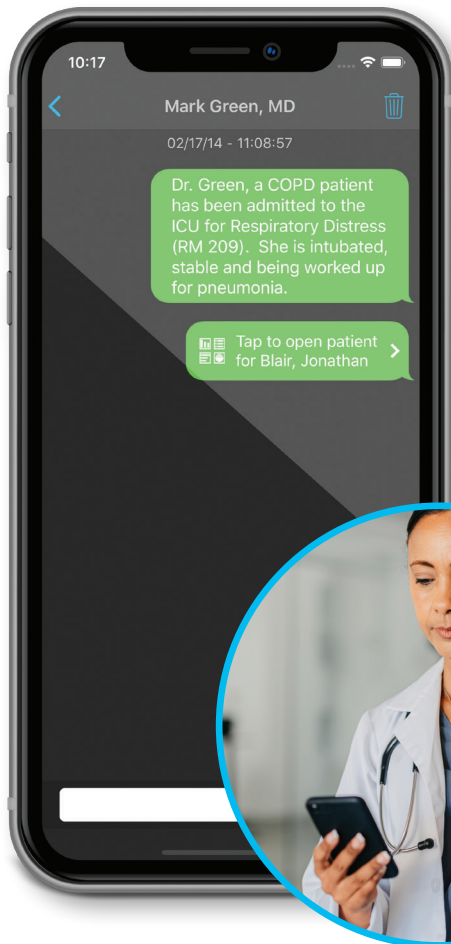 10:17
Mark Green, MD
02/17/14 - 11:08:57
Dr. Green, a COPD patient
has been admitted to the
ICU for Respiratory Distress
(RM 209).  She is intubated,
stable and being worked up
for pneumonia.
Tap to open patient
for Blair, Jonathan